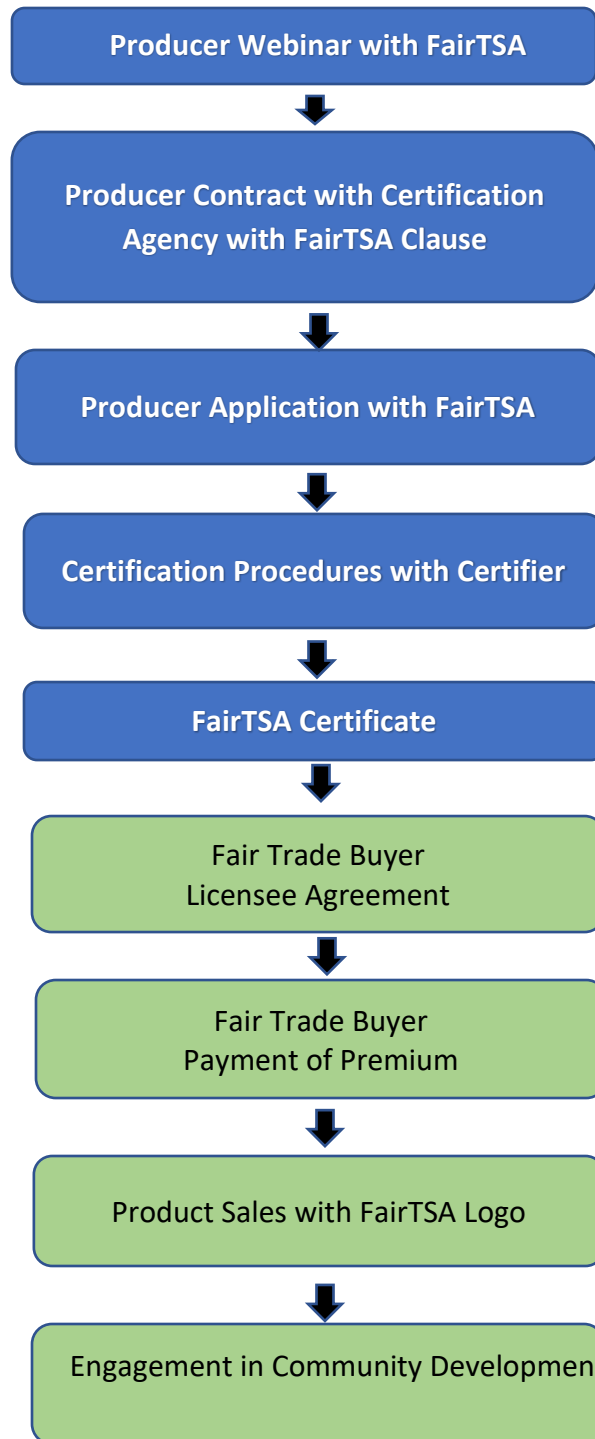 Producer Webinar with FairTSA
Producer Contract with Certification
Agency with FairTSA Clause
Producer Application with FairTSA
Certification Procedures with Certifier
FairTSA Certificate
Fair Trade Buyer
Licensee Agreement
Fair Trade Buyer
Payment of Premium
Product Sales with FairTSA Logo
Engagement in Community Developmen